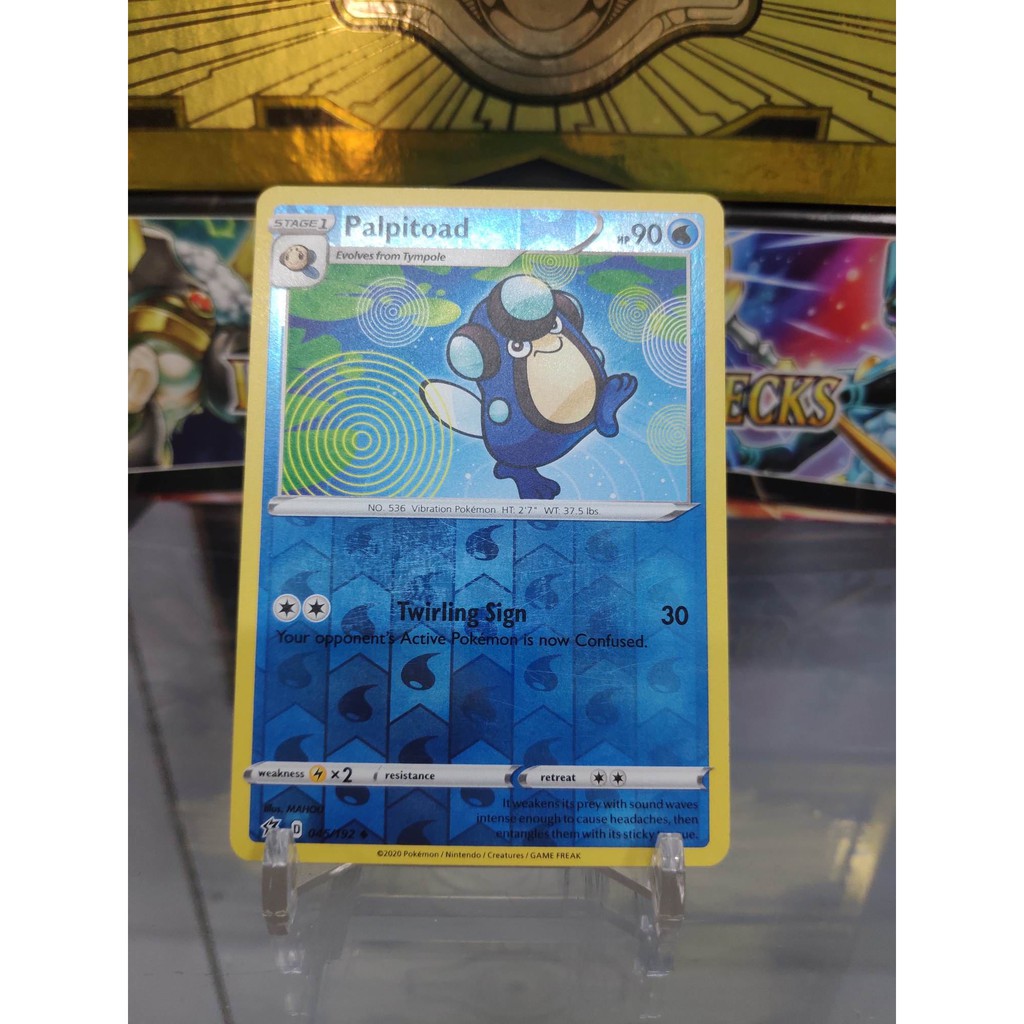 STAGE 1 Palpitoad HP 90
Evolves from Tympole
ECKS
NO. 536 Vibration Pokémon HT: 2'7" WT: 37.5 lbs.
Twirling Sign 30
Your opponent's Active Pokémon is now Confused.
weakness ×2 resistance retreat
It weakens its prey with sound waves
Illus. MAHOU intense enough to cause headaches, then
D 045/192 entangles them with its sticky
©2020 Pokémon / Nintendo / Creatures / GAME FREAK